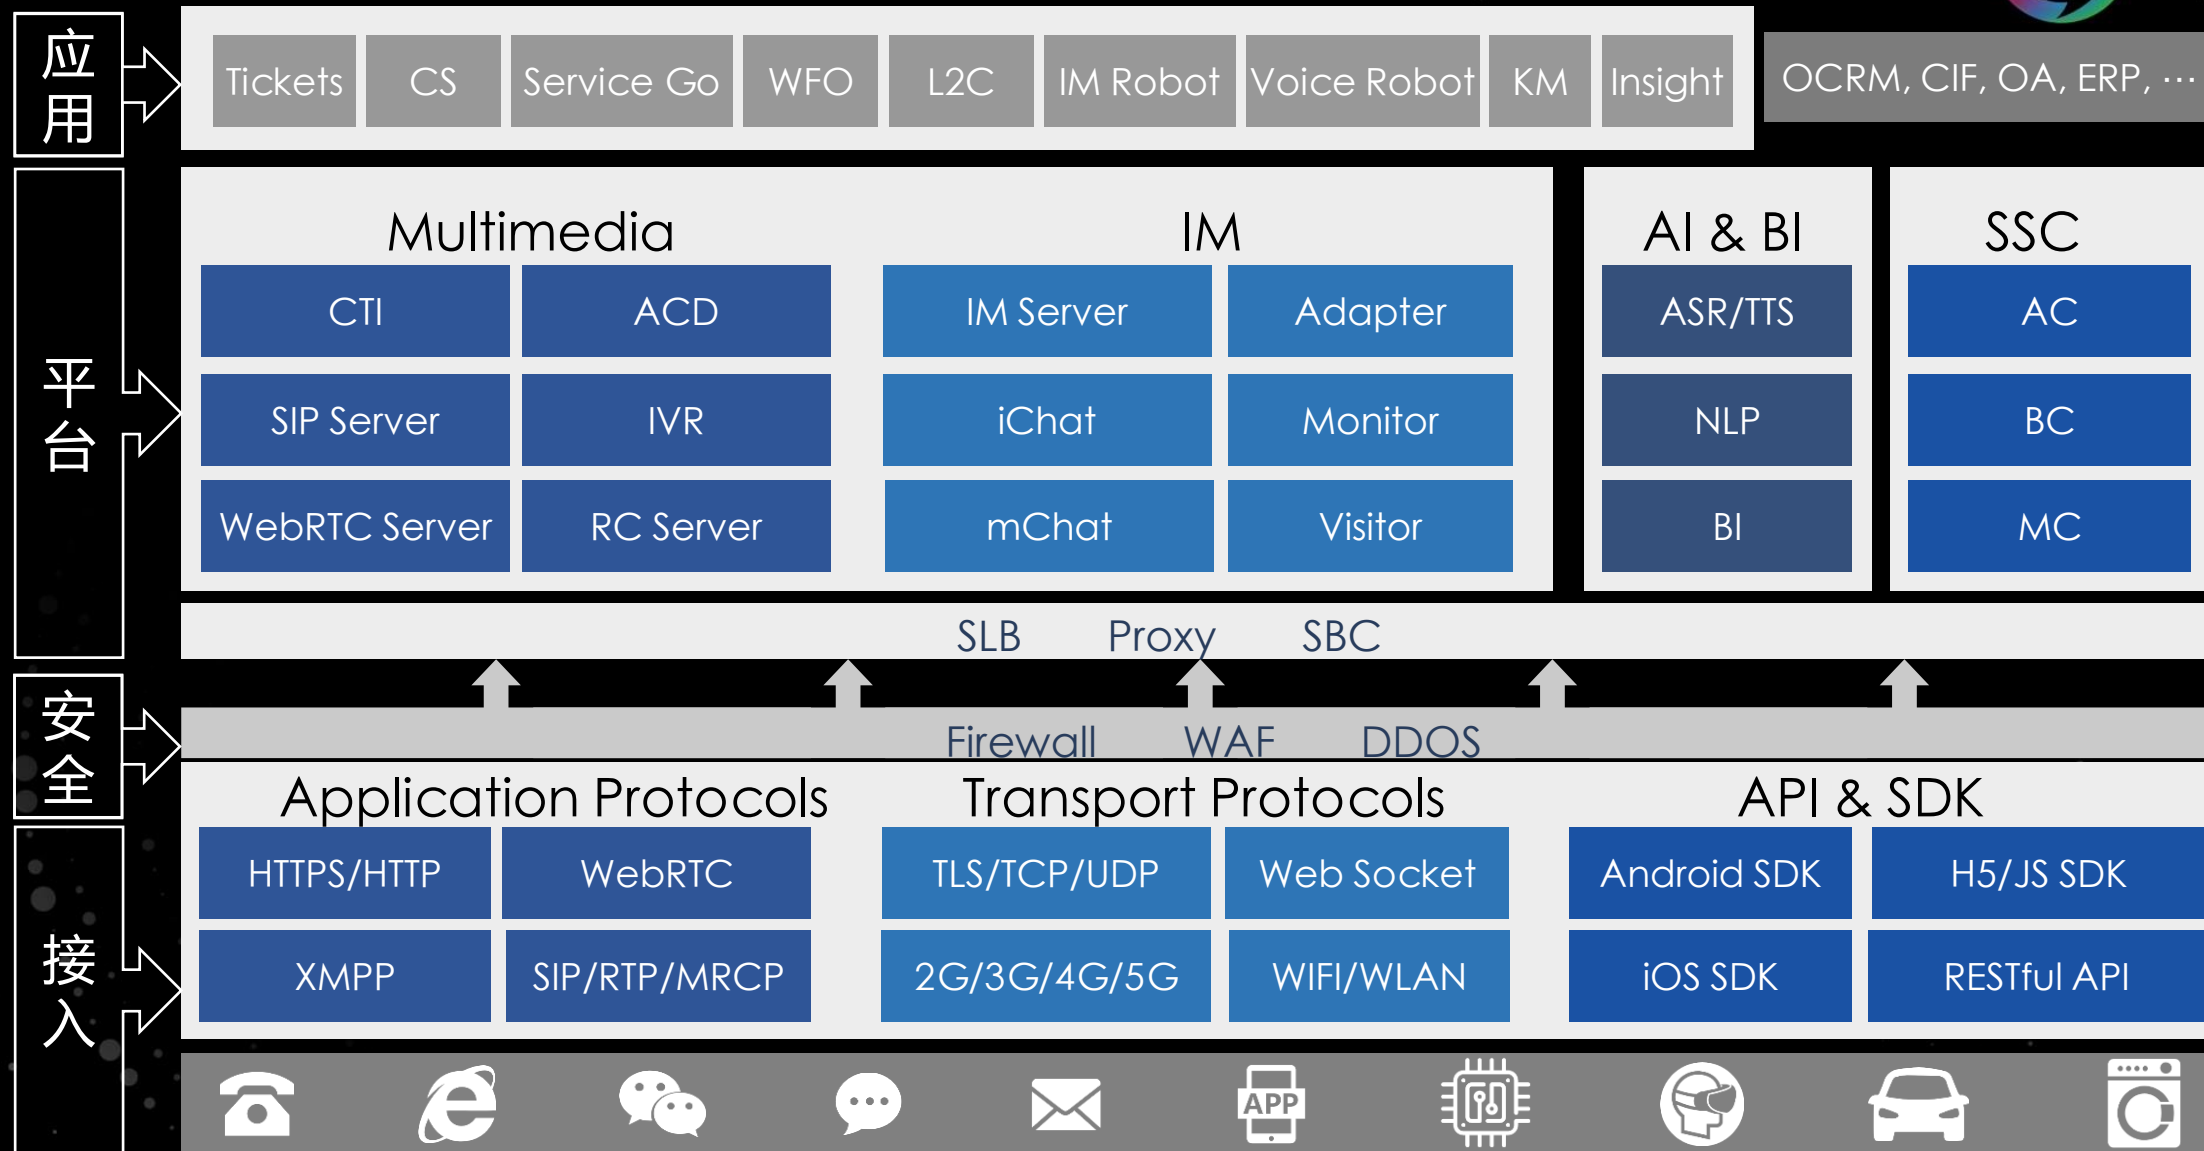 应用
Tickets
CS
Service Go
WFO
L2C
IM Robot
Voice Robot
KM
Insight
OCRM, CIF, OA, ERP, ⋯
平台
Multimedia
IM
AI & BI
SSC
CTI
ACD
IM Server
Adapter
ASR/TTS
AC
SIP Server
IVR
iChat
Monitor
NLP
BC
WebRTC Server
RC Server
mChat
Visitor
BI
MC
SLB
Proxy
SBC
安全
Firewall
WAF
DDOS
接入
Application Protocols
Transport Protocols
API & SDK
HTTPS/HTTP
WebRTC
TLS/TCP/UDP
Web Socket
Android SDK
H5/JS SDK
XMPP
SIP/RTP/MRCP
2G/3G/4G/5G
WIFI/WLAN
iOS SDK
RESTful API
APP